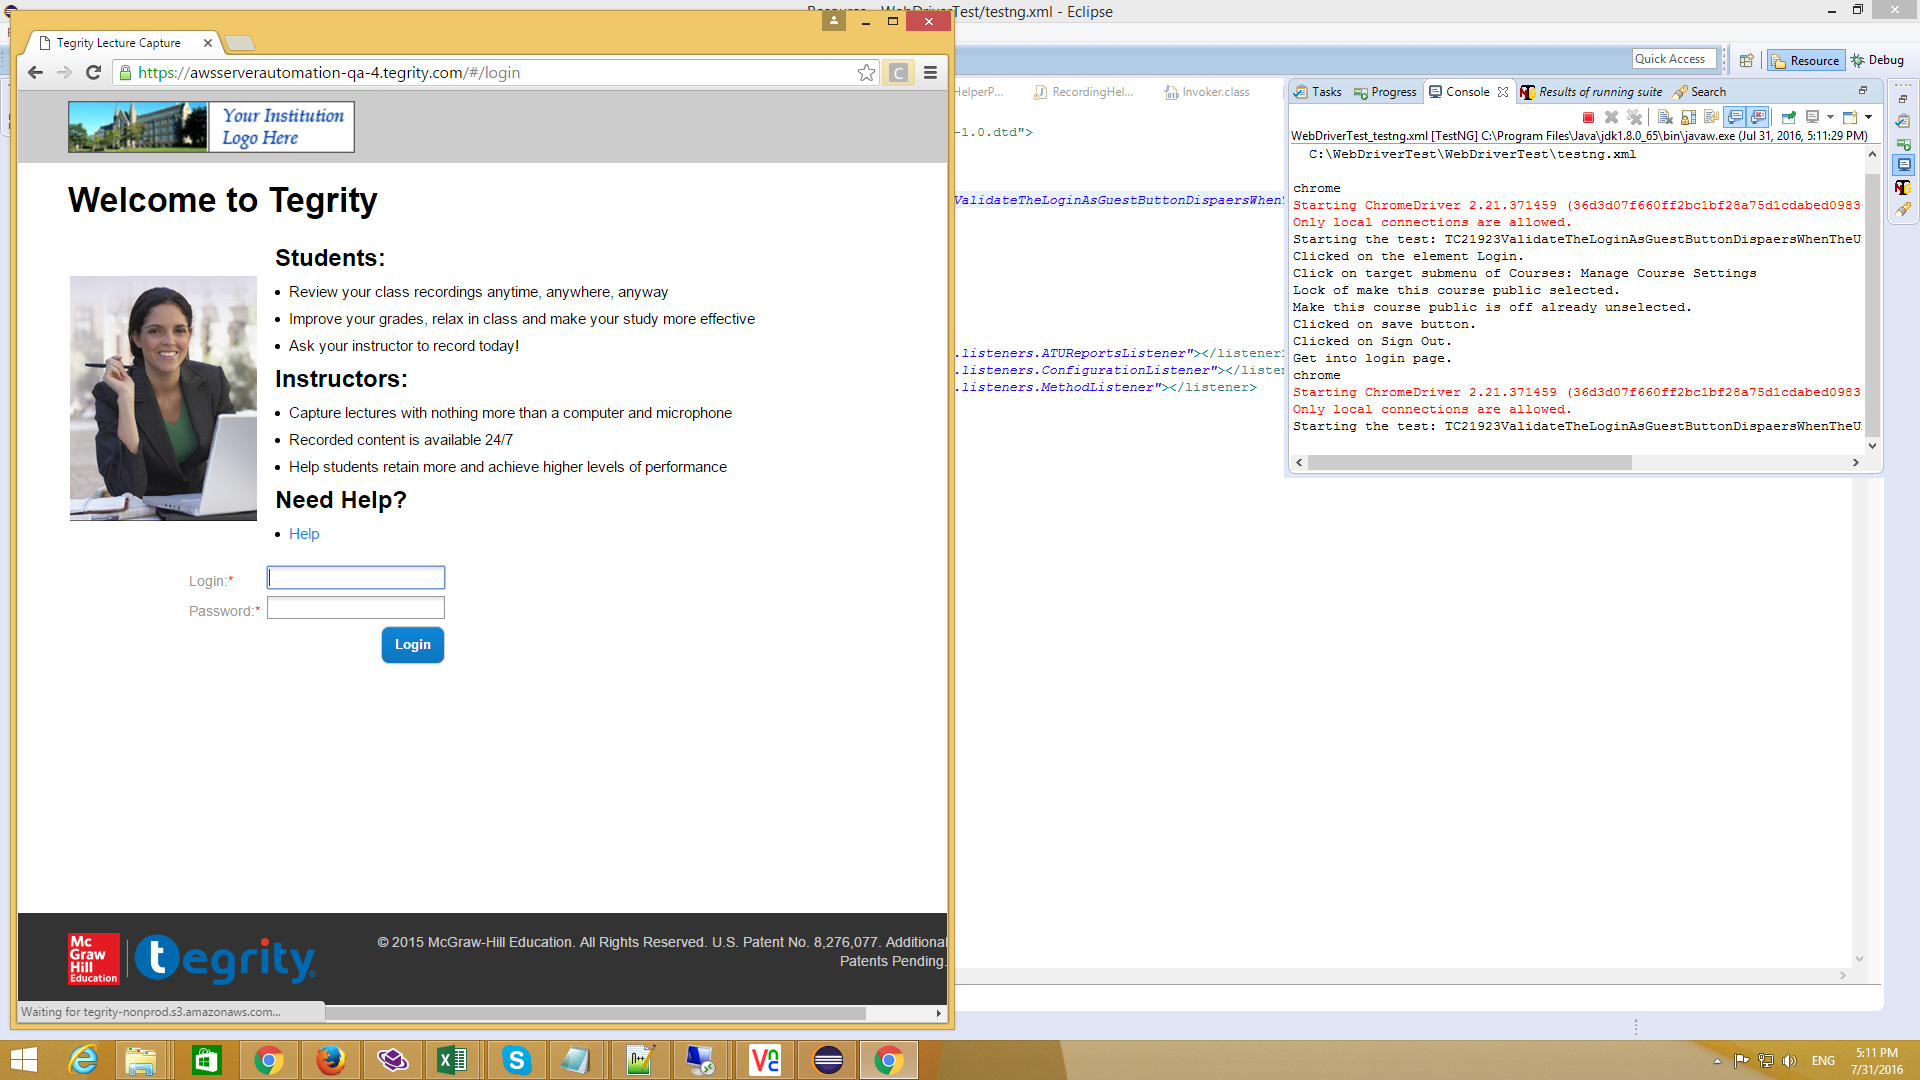 WebDriverTest/testng.xml - Eclipse
Tegrity Lecture Capture
https://awsserverautomation-qa-4.tegrity.com/#/login
Your Institution
Logo Here
Welcome to Tegrity
Students:
Review your class recordings anytime, anywhere, anyway
Improve your grades, relax in class and make your study more effective
Ask your instructor to record today!
Instructors:
Capture lectures with nothing more than a computer and microphone
Recorded content is available 24/7
Help students retain more and achieve higher levels of performance
Need Help?
Help
Login:*
Password:*
Login
Mc
Graw
Hill
Education
tegrity
© 2015 McGraw-Hill Education. All Rights Reserved. U.S. Patent No. 8,276,077. Additional
Patents Pending.
Waiting for tegrity-nonprod.s3.amazonaws.com...
Quick Access
Resource
Debug
HelperP...
RecordingHel...
Invoker.class
-1.0.dtd">
ValidateTheLoginAsGuestButtonDispaersWhen
.listeners.ATUReportsListener"></listener>
.listeners.ConfigurationListener"></listen
.listeners.MethodListener"></listener>
Tasks
Progress
Console
Results of running suite
Search
WebDriverTest_testng.xml [TestNG] C:\Program Files\Java\jdk1.8.0_65\bin\javaw.exe (Jul 31, 2016, 5:11:29 PM)
C:\WebDriverTest\WebDriverTest\testng.xml
chrome
Starting ChromeDriver 2.21.371459 (36d3d07f660ff2bc1bf28a75d1cdabed0983
Only local connections are allowed.
Starting the test: TC21923ValidateTheLoginAsGuestButtonDispaersWhenTheU
Clicked on the element Login.
Click on target submenu of Courses: Manage Course Settings
Lock of make this course public selected.
Make this course public is off already unselected.
Clicked on save button.
Clicked on Sign Out.
Get into login page.
chrome
Starting ChromeDriver 2.21.371459 (36d3d07f660ff2bc1bf28a75d1cdabed0983
Only local connections are allowed.
Starting the test: TC21923ValidateTheLoginAsGuestButtonDispaersWhenTheU
ENG
5:11 PM
7/31/2016